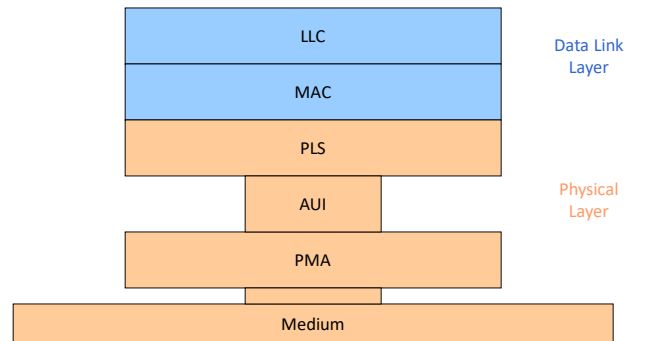 LLC
Data Link
Layer
MAC
PLS
Physical
Layer
AUI
PMA
Medium